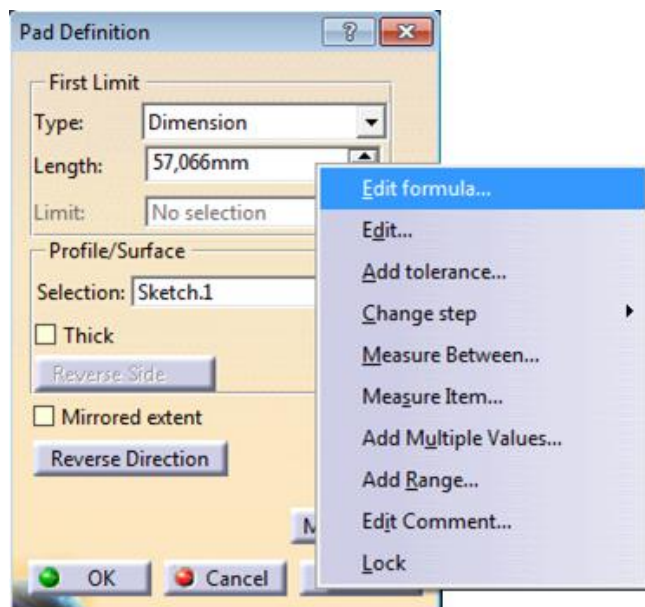 Pad Definition
First Limit
Type: Dimension
Length: 57,066mm
Limit: No selection
Profile/Surface
Selection: Sketch.1
Thick
Reverse Side
Mirrored extent
Reverse Direction
OK Cancel
Edit formula...
Edit...
Add tolerance...
Change step
Measure Between...
Measure Item...
Add Multiple Values...
Add Range...
Edit Comment...
Lock